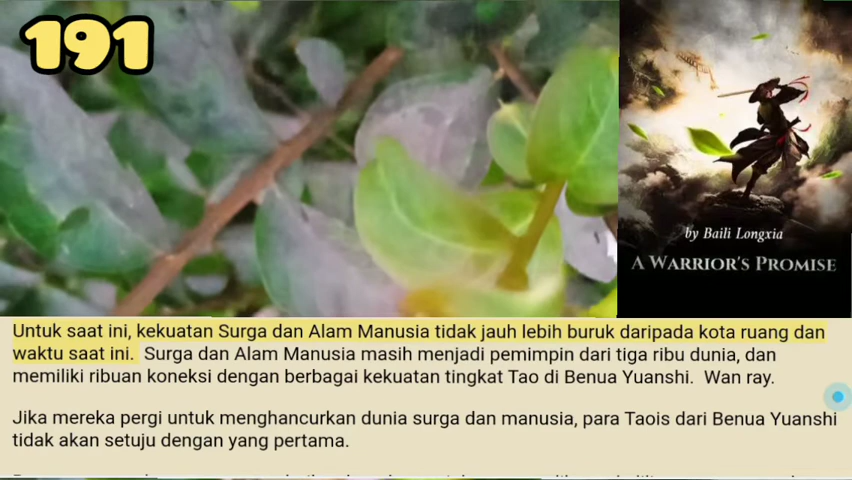 191
by Baili Longxia
A WARRIOR'S PROMISE
Untuk saat ini, kekuatan Surga dan Alam Manusia tidak jauh lebih buruk daripada kota ruang dan
waktu saat ini. Surga dan Alam Manusia masih menjadi pemimpin dari tiga ribu dunia, dan
memiliki ribuan koneksi dengan berbagai kekuatan tingkat Tao di Benua Yuanshi. Wan ray.
Jika mereka pergi untuk menghancurkan dunia surga dan manusia, para Taois dari Benua Yuanshi
tidak akan setuju dengan yang pertama.